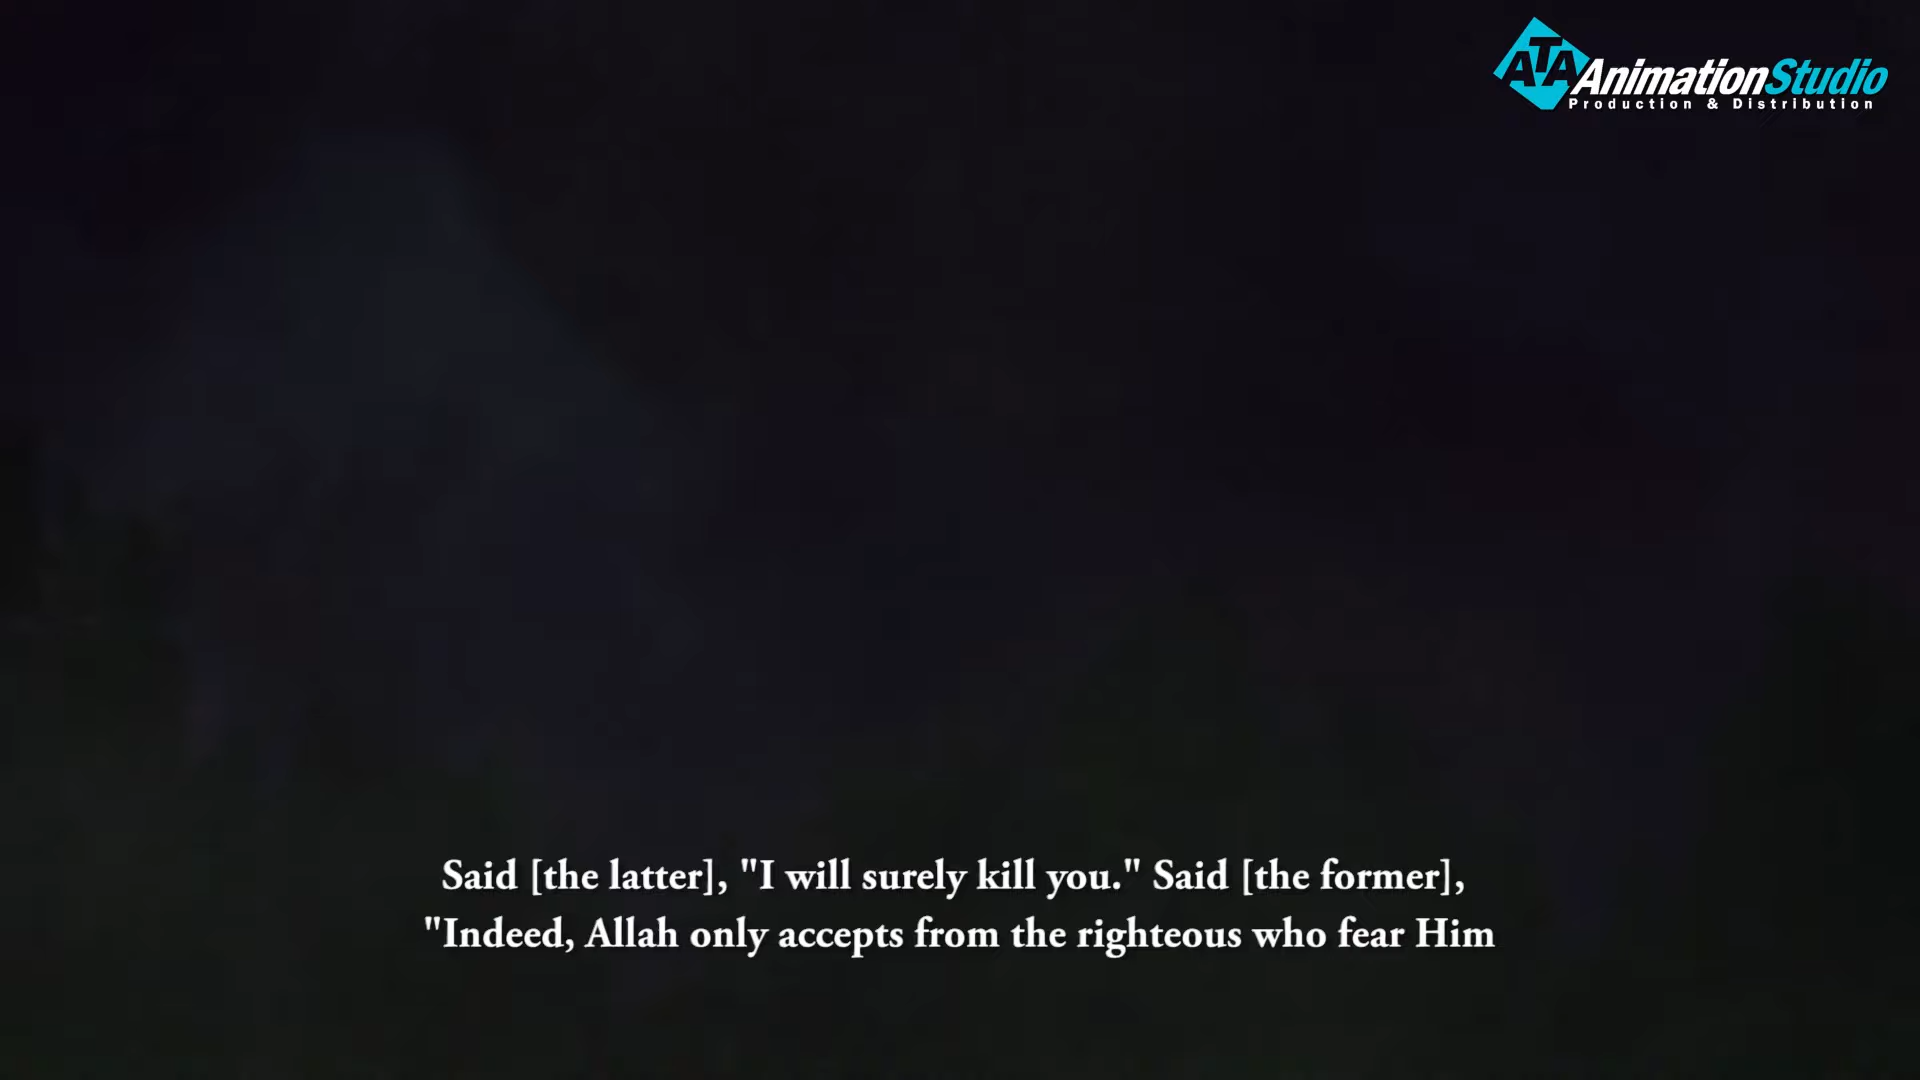 ATA AnimationStudio
Production & Distribution
Said [the latter], "I will surely kill you." Said [the former],
"Indeed, Allah only accepts from the righteous who fear Him